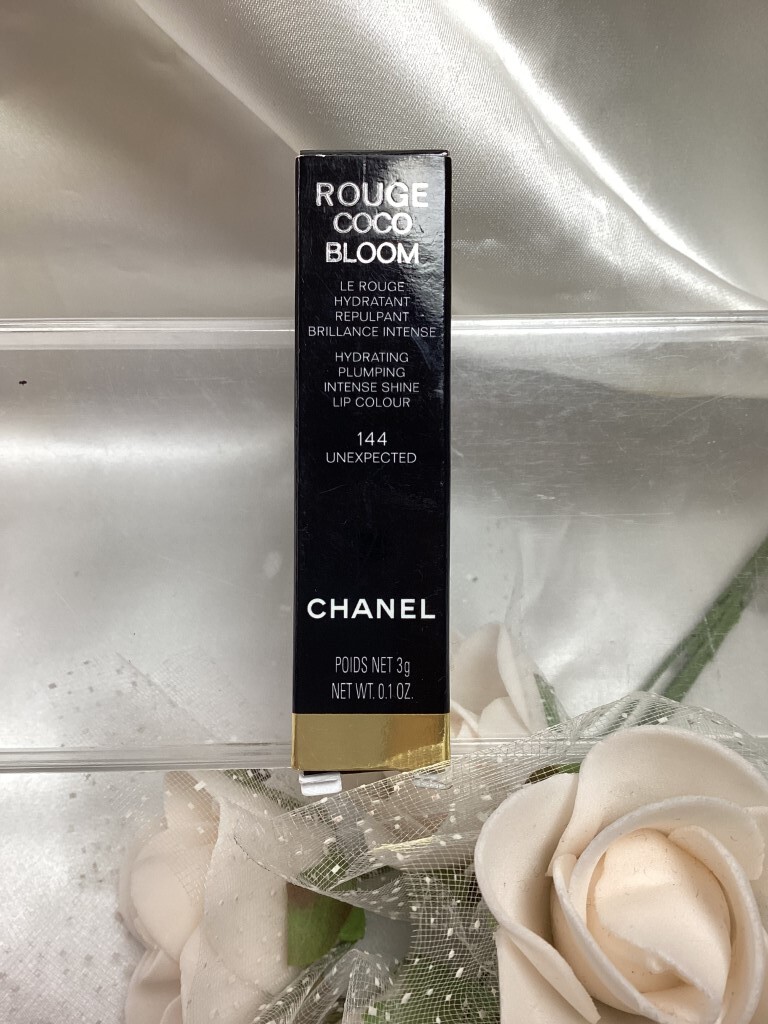 ROUGE
COCO
BLOOM
LE ROUGE
HYDRATANT
REPULPANT
BRILLANCE INTENSE
HYDRATING
PLUMPING
INTENSE SHINE
LIP COLOUR
144
UNEXPECTED
CHANEL
POIDS NET 3g
NET WT. 0.1 OZ.